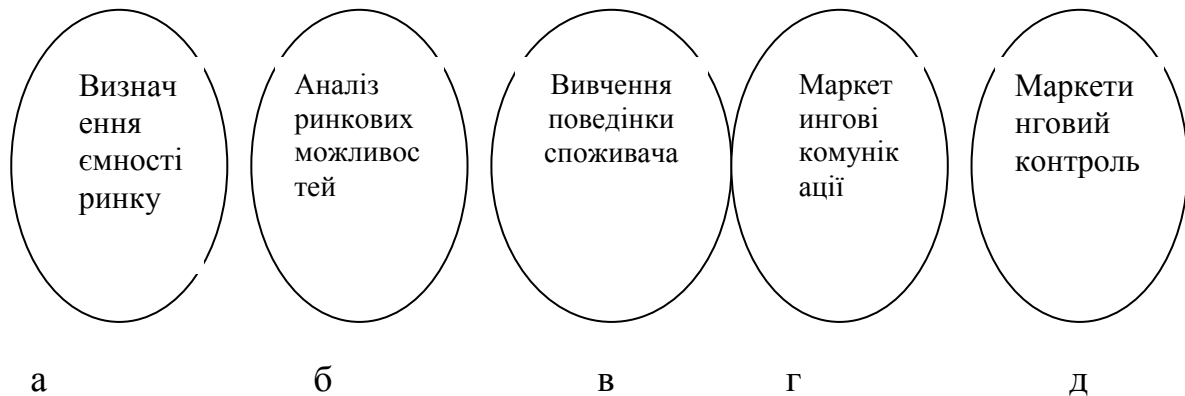 Визнач
ення
ємності
ринку
Аналіз
ринкових
можливос
тей
Вивчення
поведінки
споживача
Маркет
ингові
комунік
ації
Маркети
нговий
контроль
а б в г д